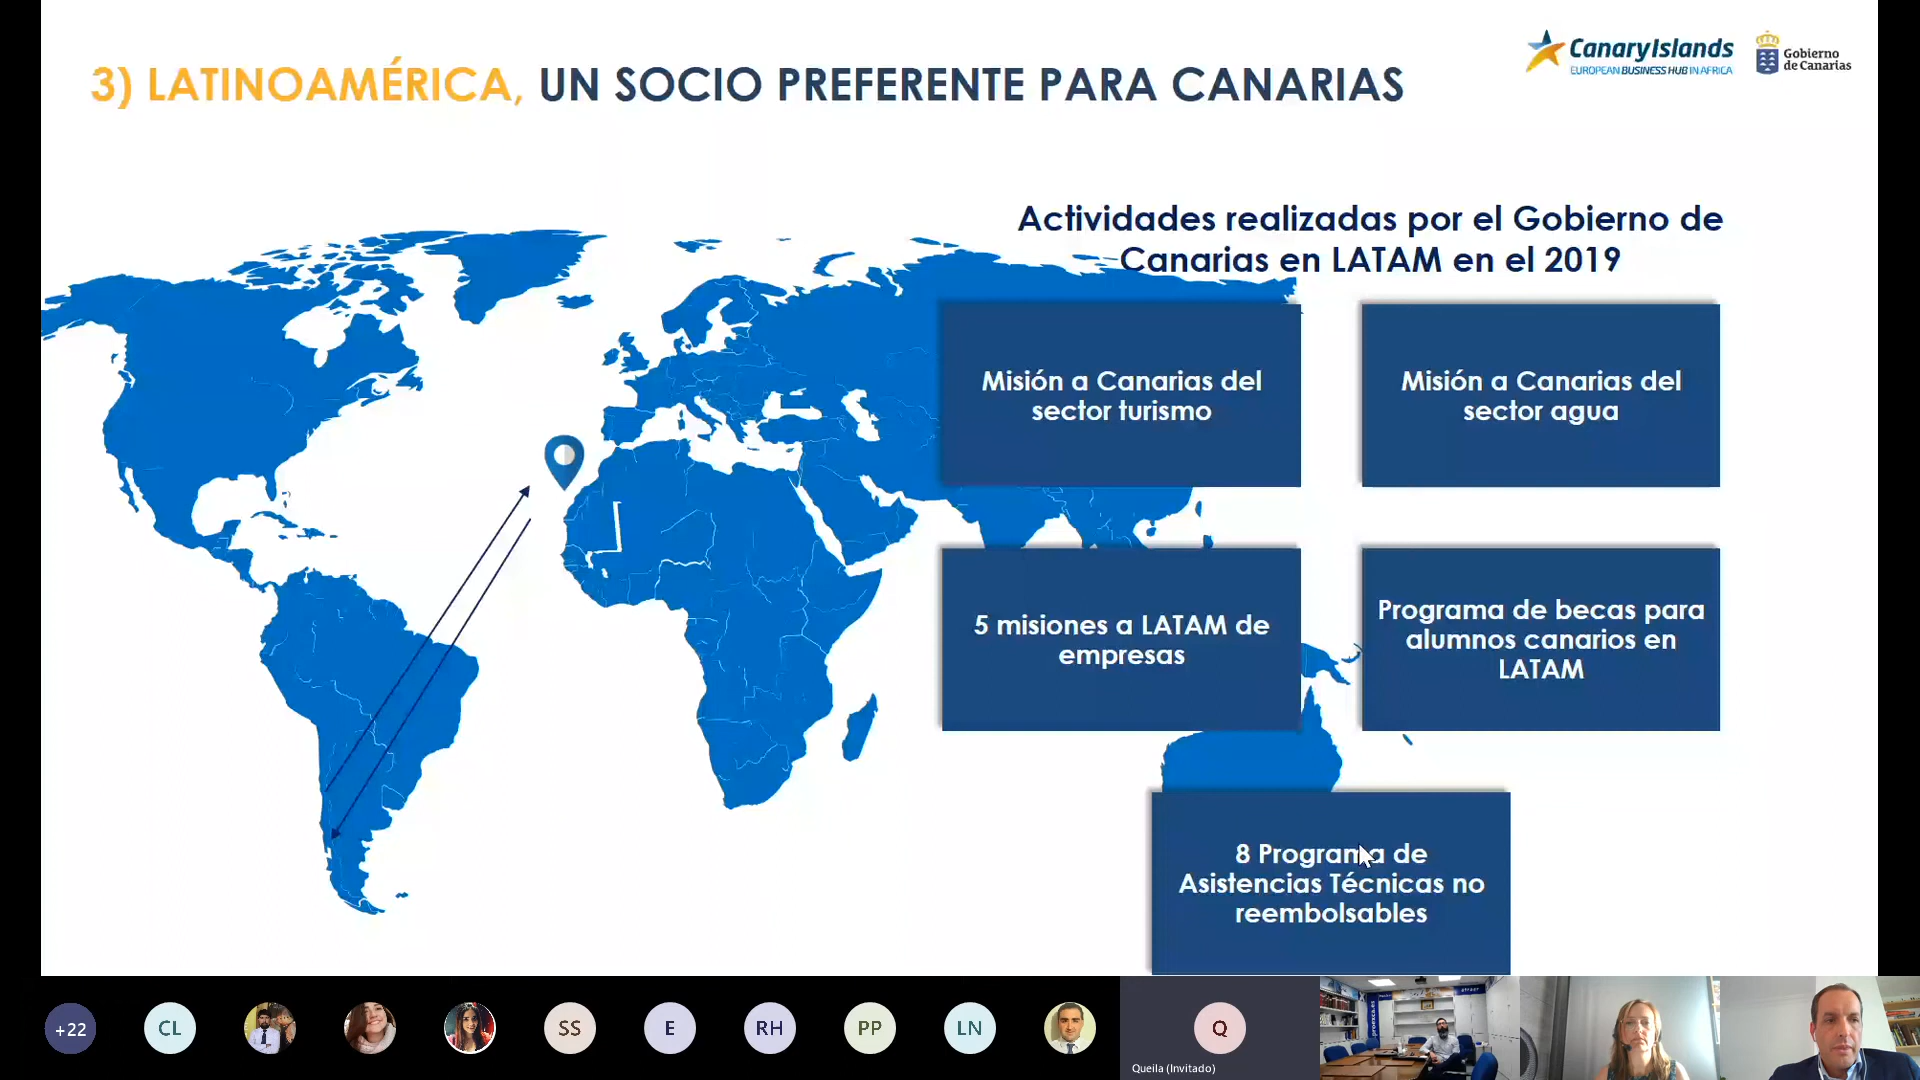 3) LATINOAMÉRICA, UN SOCIO PREFERENTE PARA CANARIAS
CanaryIslands
EUROPEAN BUSINESS HUB IN AFRICA
Gobierno
de Canarias
Actividades realizadas por el Gobierno de
Canarias en LATAM en el 2019
Misión a Canarias del
sector turismo
Misión a Canarias del
sector agua
5 misiones a LATAM de
empresas
Programa de becas para
alumnos canarios en
LATAM
8 Programa de
Asistencias Técnicas no
reembolsables
+22
CL
SS
E
RH
PP
LN
Q
Queila (Invitado)